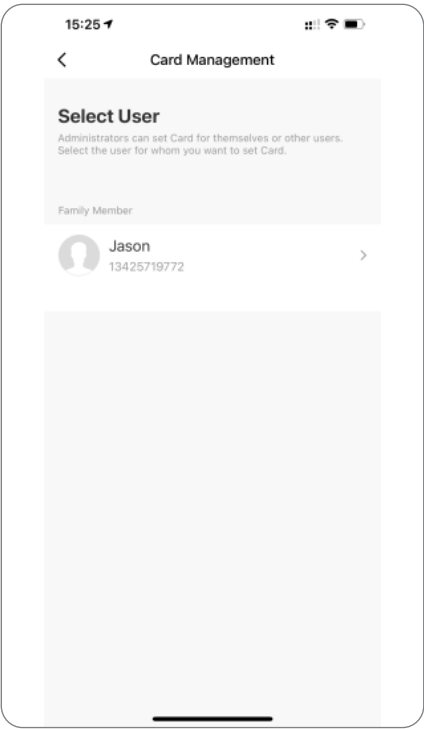 15:25
Card Management
Select User
Administrators can set Card for themselves or other users.
Select the user for whom you want to set Card.
Family Member
Jason
13425719772